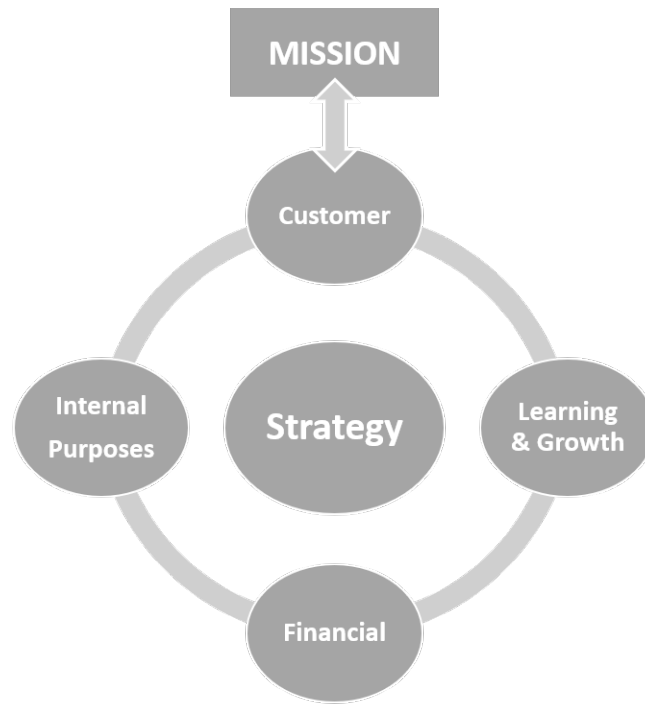 MISSION
Customer
Internal
Purposes
Strategy
Learning
& Growth
Financial